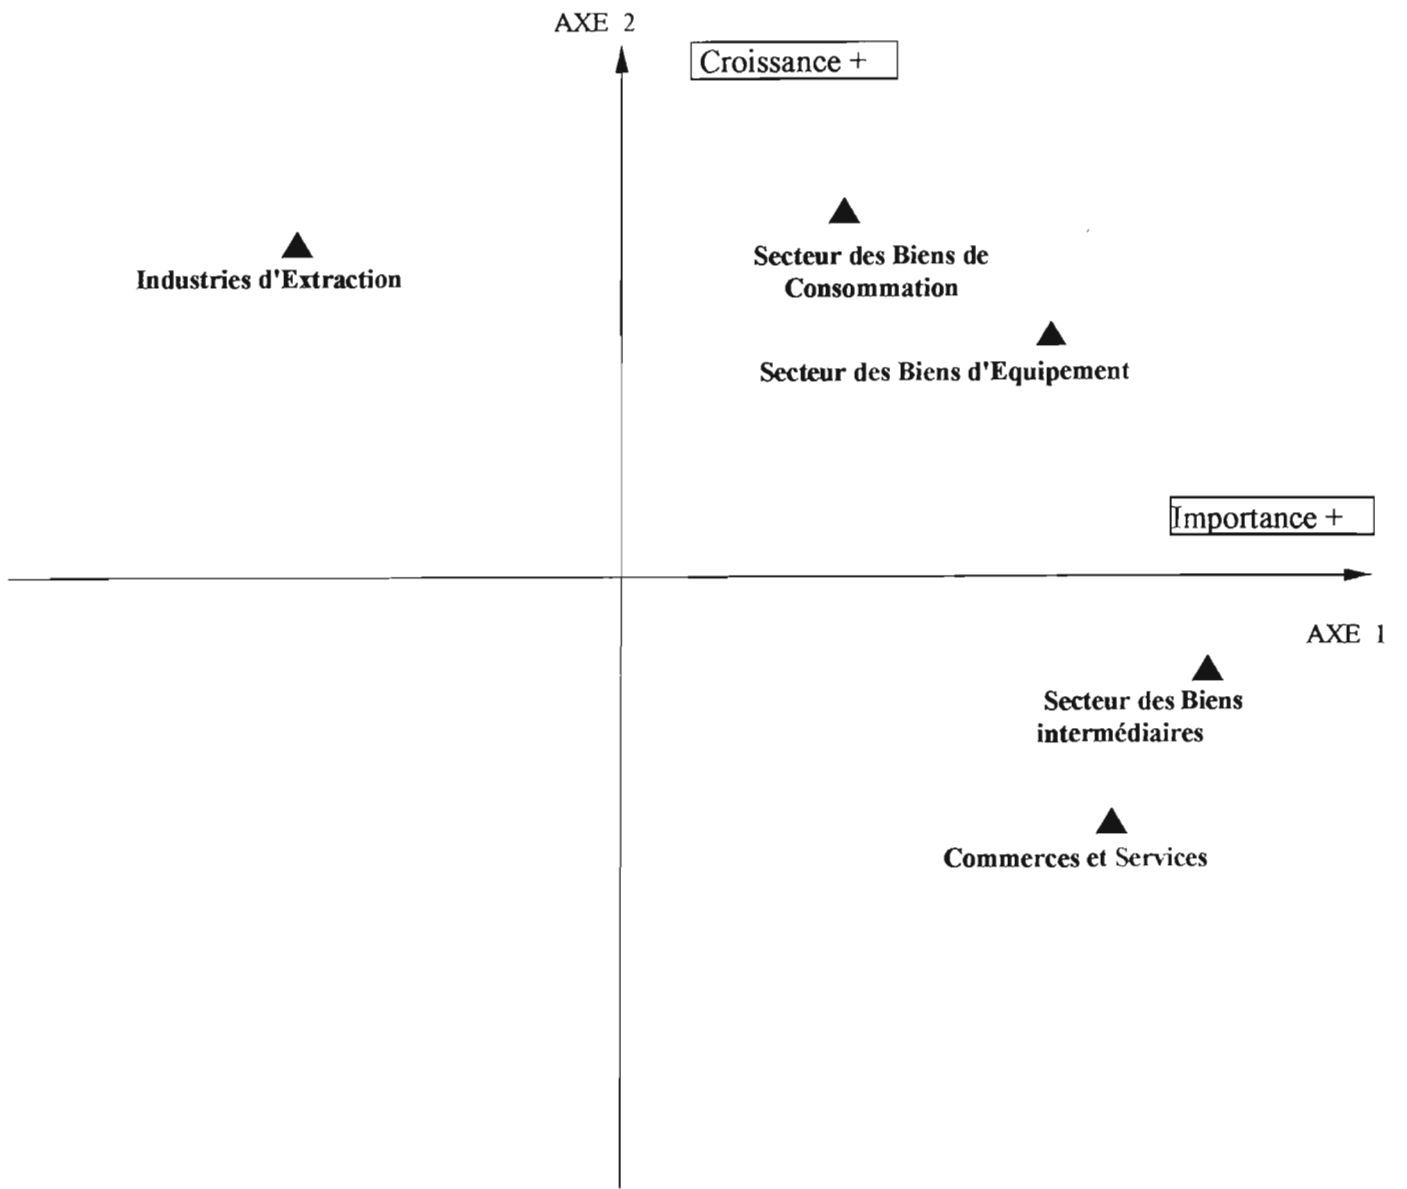 AXE 2
Croissance +
Industries d'Extraction
Secteur des Biens de
Consommation
Secteur des Biens d'Equipement
Importance +
AXE 1
Secteur des Biens
intermédiaires
Commerces et Services